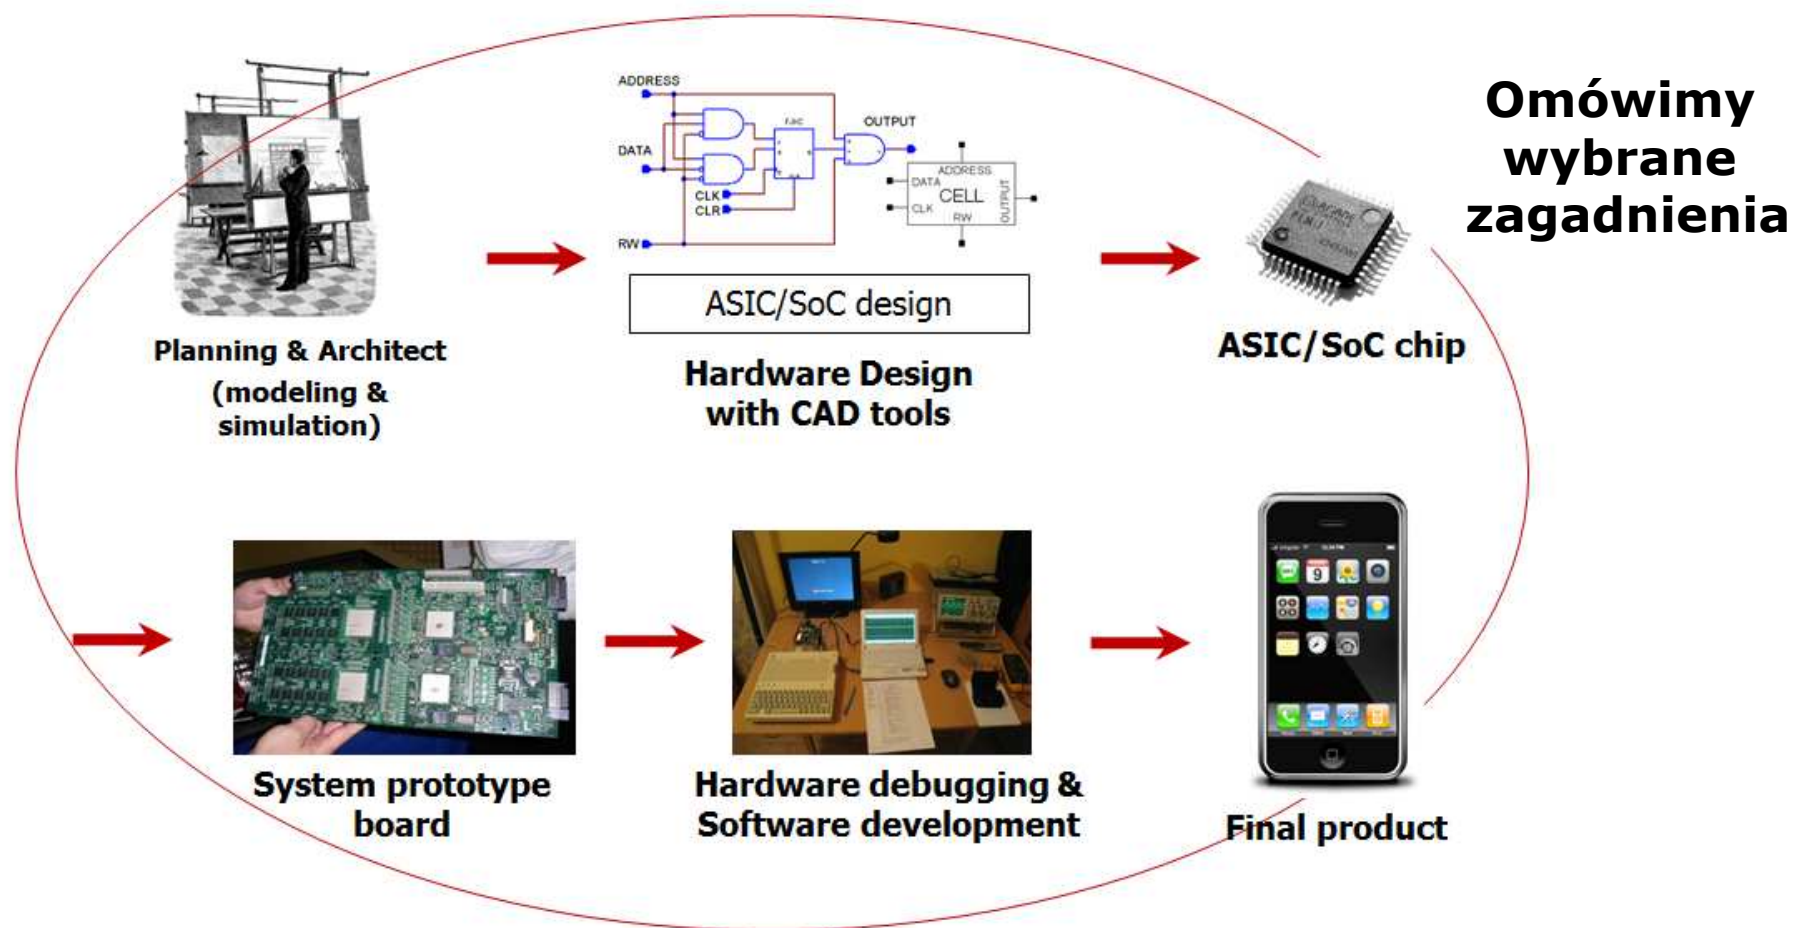 Omówimy
wybrane
zagadnienia
ADDRESS
DATA
CLK
CLR
RW
OUTPUT
ADDRESS
DATA
CELL
CLK
RW
OUTPUT
ASIC/SoC design
Planning & Architect
(modeling &
simulation)
Hardware Design
with CAD tools
ASIC/SoC chip
System prototype
board
Hardware debugging &
Software development
9
Final product